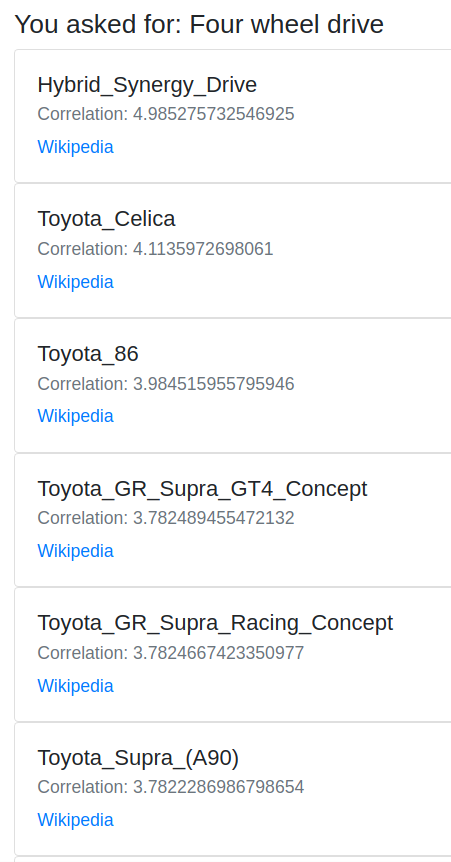 You asked for: Four wheel drive
Hybrid_Synergy_Drive
Correlation: 4.985275732546925
Wikipedia
Toyota_Celica
Correlation: 4.1135972698061
Wikipedia
Toyota_86
Correlation: 3.984515955795946
Wikipedia
Toyota_GR_Supra_GT4_Concept
Correlation: 3.782489455472132
Wikipedia
Toyota_GR_Supra_Racing_Concept
Correlation: 3.7824667423350977
Wikipedia
Toyota_Supra_(A90)
Correlation: 3.7822286986798654
Wikipedia